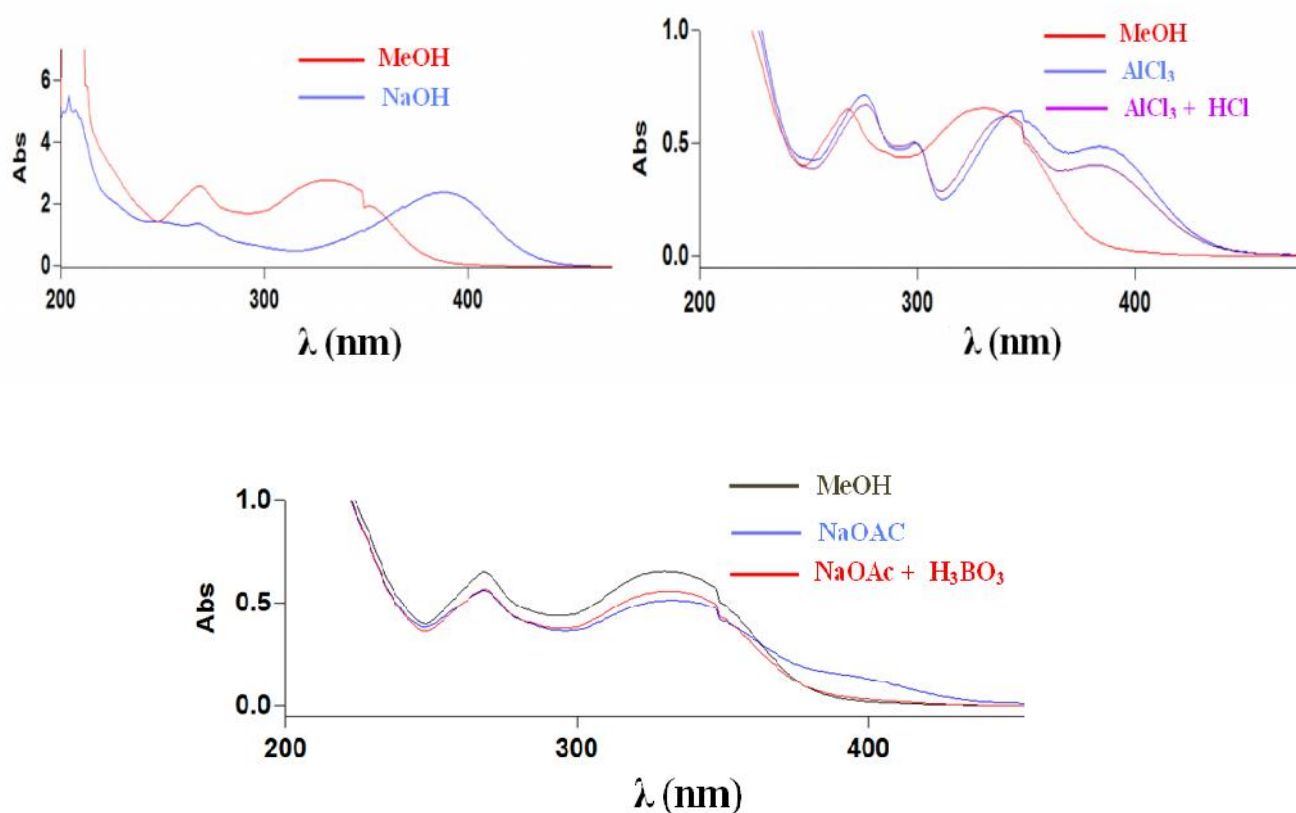 MeOH
NaOH
6
4
2
0
Abs
200
300
400
λ (nm)
MeOH
AlCl₃
AlCl₃ + HCl
1.0
0.5
0.0
Abs
200
300
400
λ (nm)
MeOH
NaOAC
NaOAc + H₃BO₃
1.0
0.5
0.0
Abs
200
300
400
λ (nm)